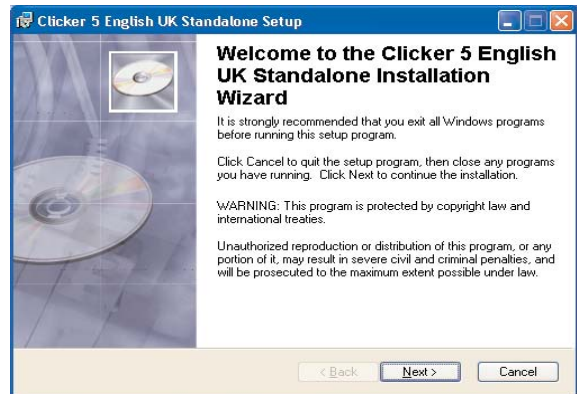 Clicker 5 English UK Standalone Setup
Welcome to the Clicker 5 English
UK Standalone Installation
Wizard
It is strongly recommended that you exit all Windows programs
before running this setup program.
Click Cancel to quit the setup program, then close any programs
you have running. Click Next to continue the installation.
WARNING: This program is protected by copyright law and
international treaties.
Unauthorized reproduction or distribution of this program, or any
portion of it, may result in severe civil and criminal penalties, and
will be prosecuted to the maximum extent possible under law.
< Back Next > Cancel